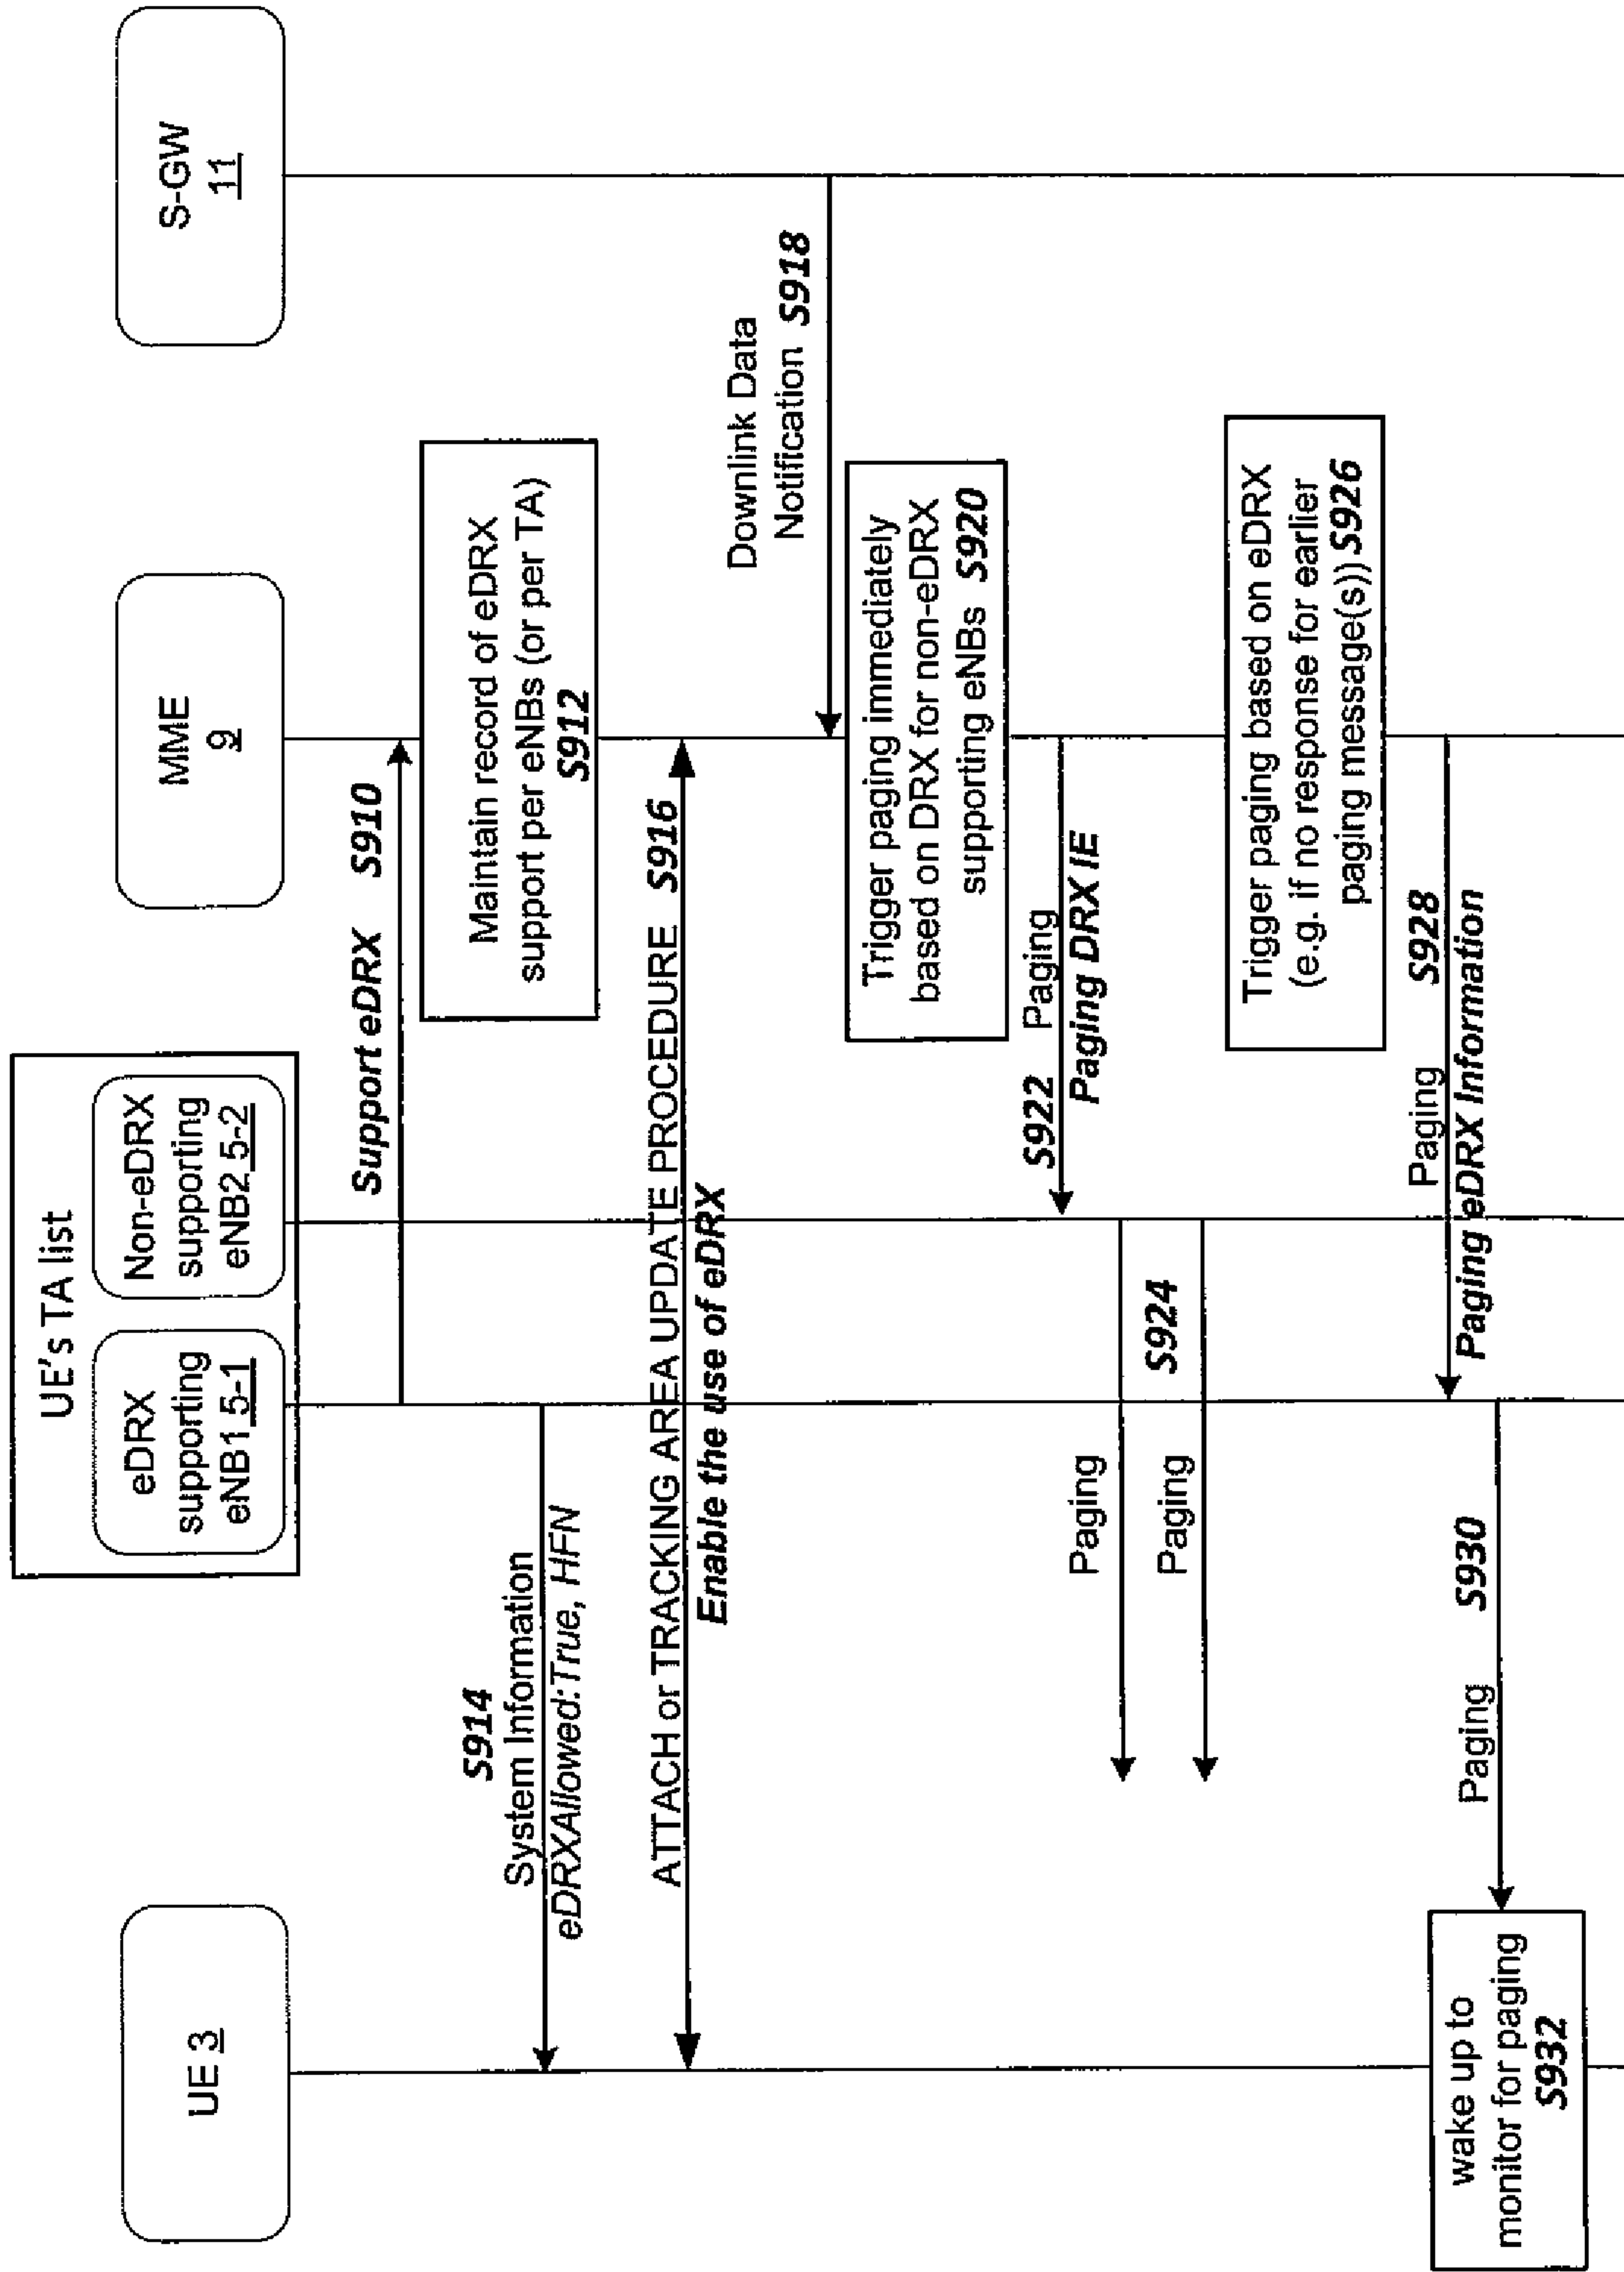 UE's TA list
UE 3
eDRX
supporting
eNB1 5-1
Non-eDRX
supporting
eNB2 5-2
MME
9
S-GW
11
Support eDRX S910
Maintain record of eDRX
support per eNBs (or per TA)
S912
S914
System Information
eDRXAllowed:True, HFN
ATTACH or TRACKING AREA UPDATE PROCEDURE S916
Enable the use of eDRX
Downlink Data
Notification S918
Trigger paging immediately
based on DRX for non-eDRX
supporting eNBs S920
S922 Paging
Paging DRX IE
Paging
S924
Paging
Trigger paging based on eDRX
(e.g. if no response for earlier
paging message(s)) S926
Paging S928
Paging eDRX Information
Paging S930
wake up to
monitor for paging
S932